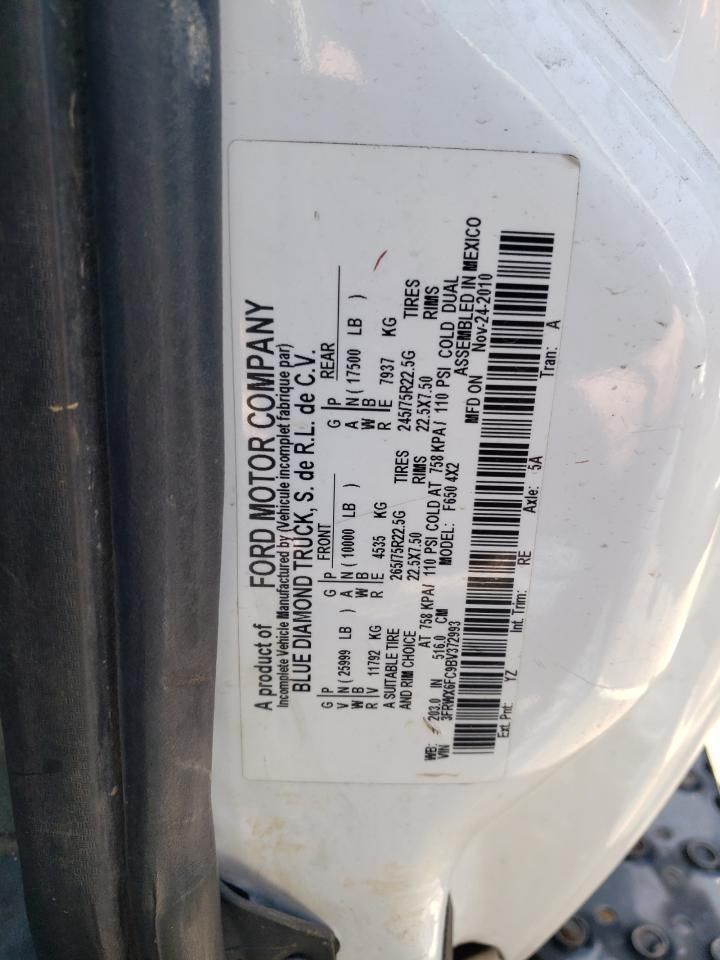 A product of FORD MOTOR COMPANY
Incomplete Vehicle Manufactured by (Vehicule incomplet fabrique par)
BLUE DIAMOND TRUCK, S. de R.L. de C.V.
FRONT REAR
G P G P G P
V N ( 25999 LB ) A N ( 10000 LB ) A N ( 17500 LB )
W B W B W B
R V 11792 KG R E 4535 KG R E 7937 KG
A SUITABLE TIRE 265/75R22.5G TIRES 245/75R22.5G TIRES
AND RIM CHOICE 22.5X7.50 RIMS 22.5X7.50 RIMS
AT 758 KPA/ 110 PSI COLD AT 758 KPA/ 110 PSI COLD DUAL
WB: 203.0 IN 516.0 CM MODEL: F650 4X2 ASSEMBLED IN MEXICO
VIN 3FRWX6FC9BV372993 MFD ON Nov-24-2010
Ext. Pnt: YZ Int. Trim: RE Axle: 5A Tran: A